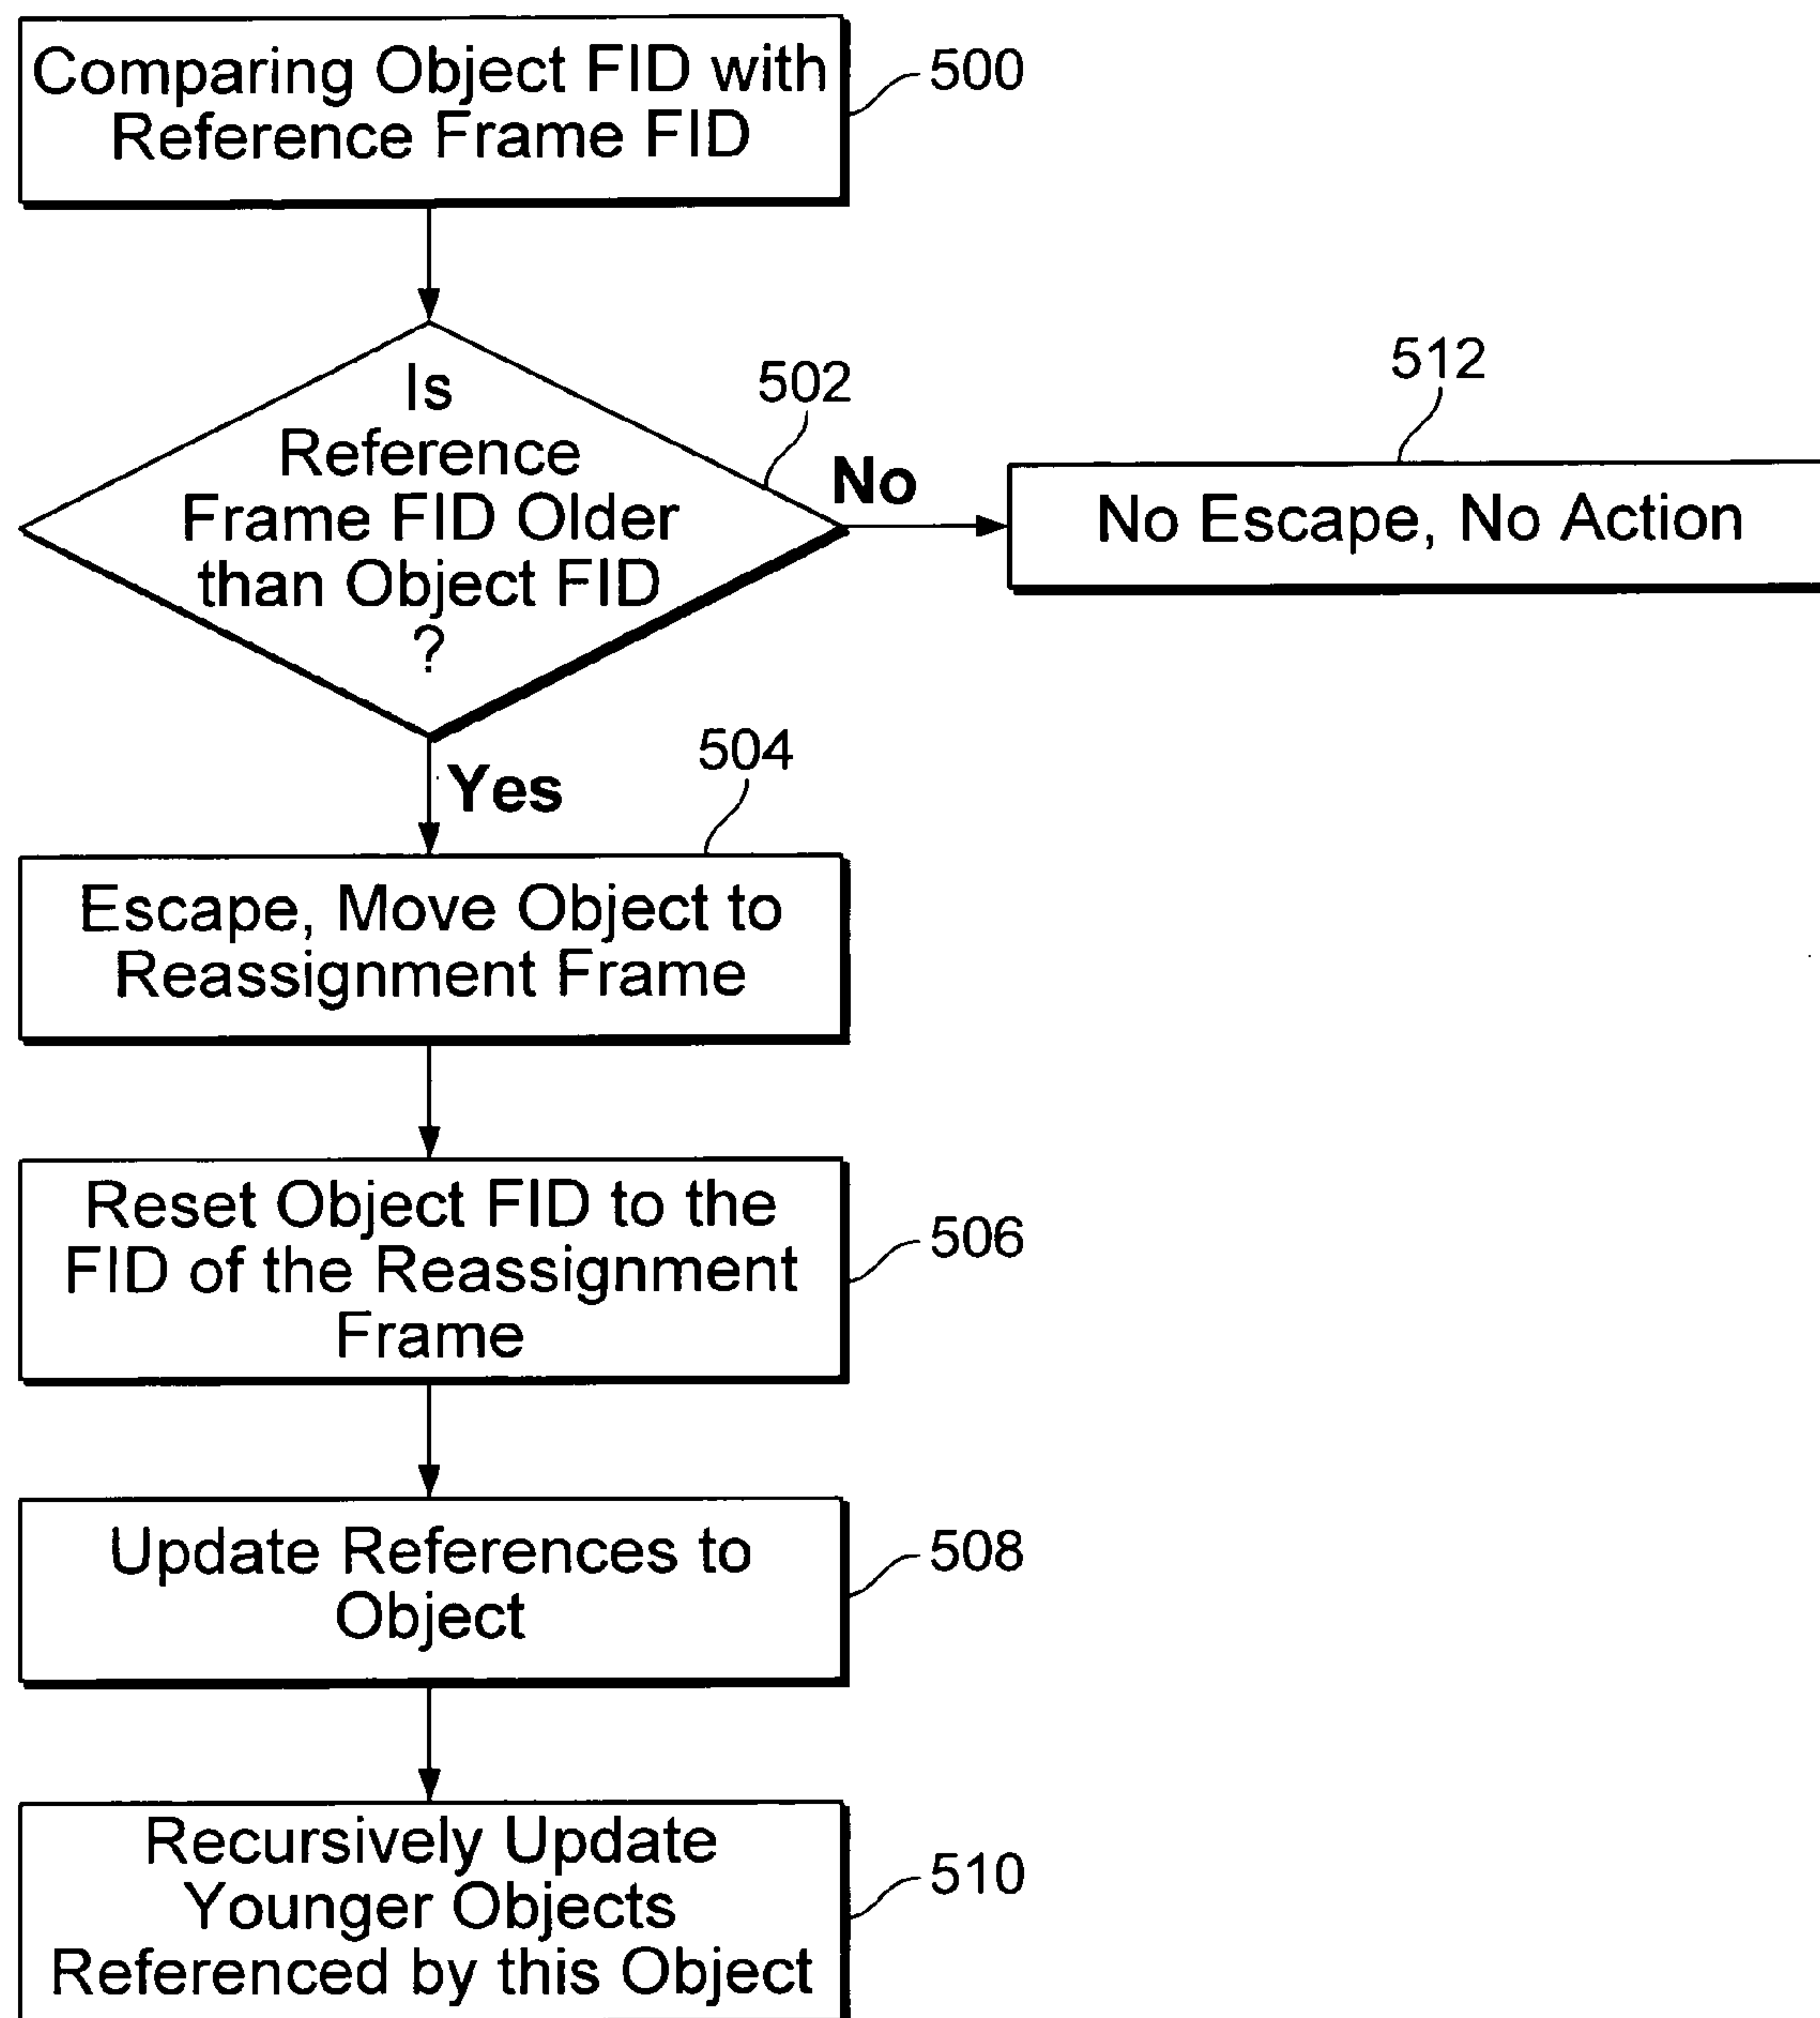 Comparing Object FID with
Reference Frame FID
500
Is
Reference
Frame FID Older
than Object FID
?
502
No
512
No Escape, No Action
Yes
504
Escape, Move Object to
Reassignment Frame
Reset Object FID to the
FID of the Reassignment
Frame
506
Update References to
Object
508
Recursively Update
Younger Objects
Referenced by this Object
510